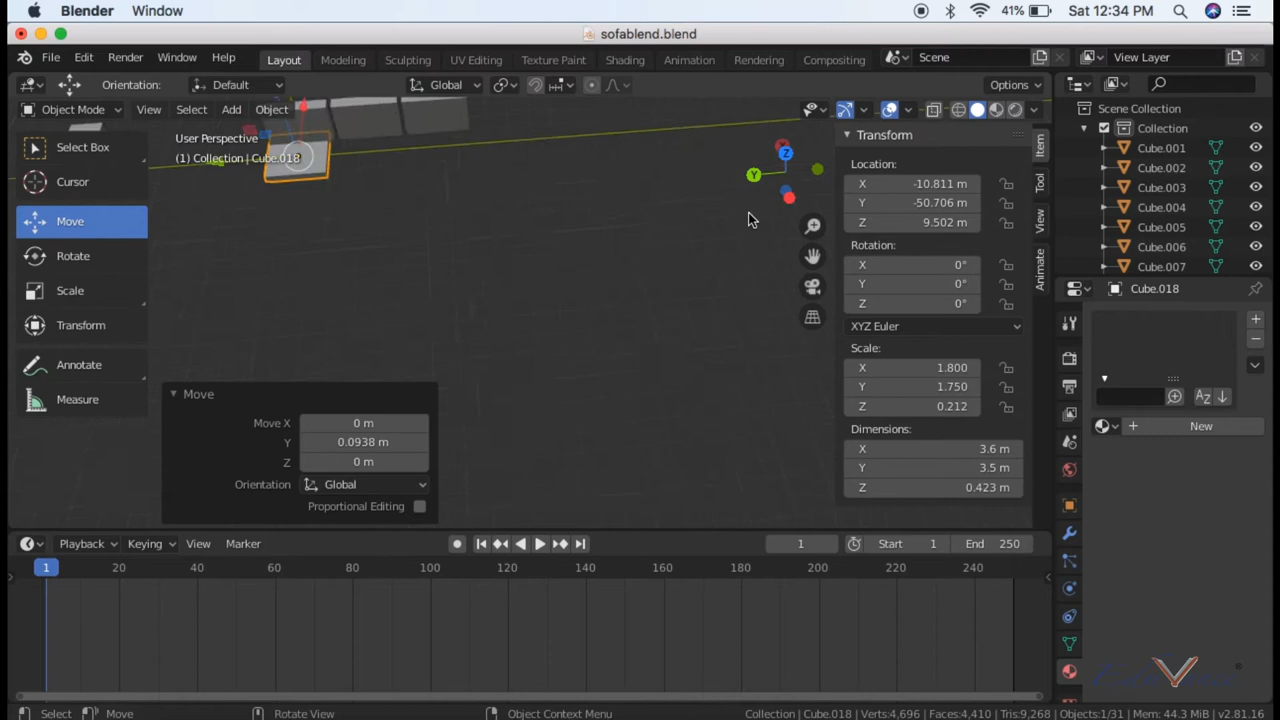 Blender Window 41% Sat 12:34 PM
sofablend.blend
File Edit Render Window Help Layout Modeling Sculpting UV Editing Texture Paint Shading Animation Rendering Compositing Scene View Layer
Orientation: Default Global Options
Object Mode View Select Add Object
User Perspective
(1) Collection | Cube.018
Select Box
Cursor
Move
Rotate
Scale
Transform
Annotate
Measure
Z
Y
Move
Move X 0 m
Y 0.0938 m
Z 0 m
Orientation Global
Proportional Editing
Transform
Location:
X -10.811 m
Y -50.706 m
Z 9.502 m
Rotation:
X 0°
Y 0°
Z 0°
XYZ Euler
Scale:
X 1.800
Y 1.750
Z 0.212
Dimensions:
X 3.6 m
Y 3.5 m
Z 0.423 m
Item
Tool
View
Animate
Scene Collection
Collection
Cube.001
Cube.002
Cube.003
Cube.004
Cube.005
Cube.006
Cube.007
Cube.018
New
Playback Keying View Marker 1 Start 1 End 250
1 20 40 60 80 100 120 140 160 180 200 220 240
Select Move Rotate View Object Context Menu Collection | Cube.018 | Verts:4,696 | Faces:4,410 | Tris:9,268 | Objects:1/31 | Mem: 44.3 MiB | v2.81.16